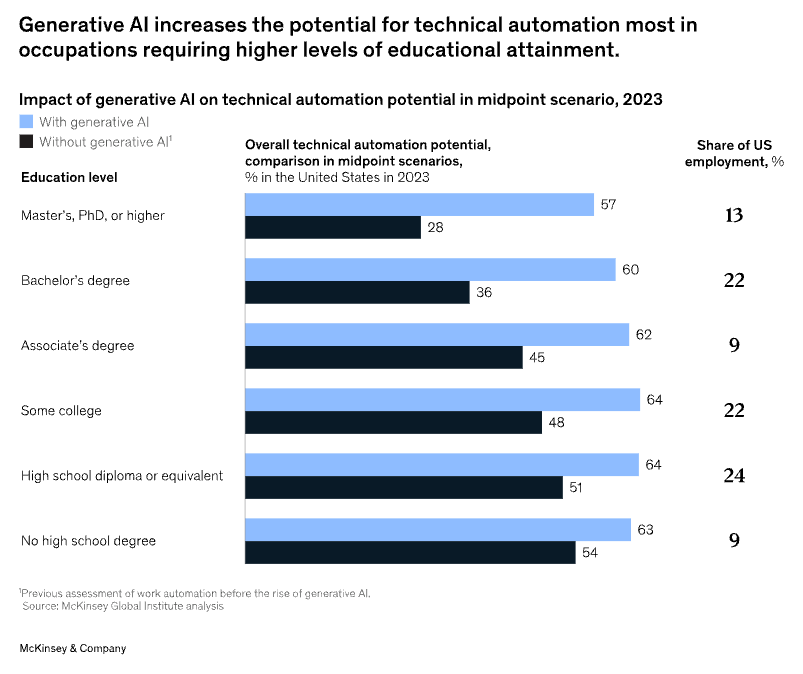 Generative AI increases the potential for technical automation most in
occupations requiring higher levels of educational attainment.
Impact of generative AI on technical automation potential in midpoint scenario, 2023
With generative AI
Without generative AI¹
Overall technical automation potential,
comparison in midpoint scenarios,
% in the United States in 2023
Share of US
employment, %
Education level
Master's, PhD, or higher
57
28
13
Bachelor's degree
60
36
22
Associate's degree
62
45
9
Some college
64
48
22
High school diploma or equivalent
64
51
24
No high school degree
63
54
9
¹Previous assessment of work automation before the rise of generative AI.
Source: McKinsey Global Institute analysis
McKinsey & Company